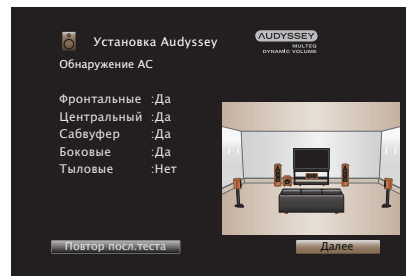 Установка Audyssey
AUDYSSEY
MULTEQ
DYNAMIC VOLUME
Обнаружение АС
Фронтальные :Да
Центральный :Да
Сабвуфер :Да
Боковые :Да
Тыловые :Нет
Повтор посл.теста
Далее